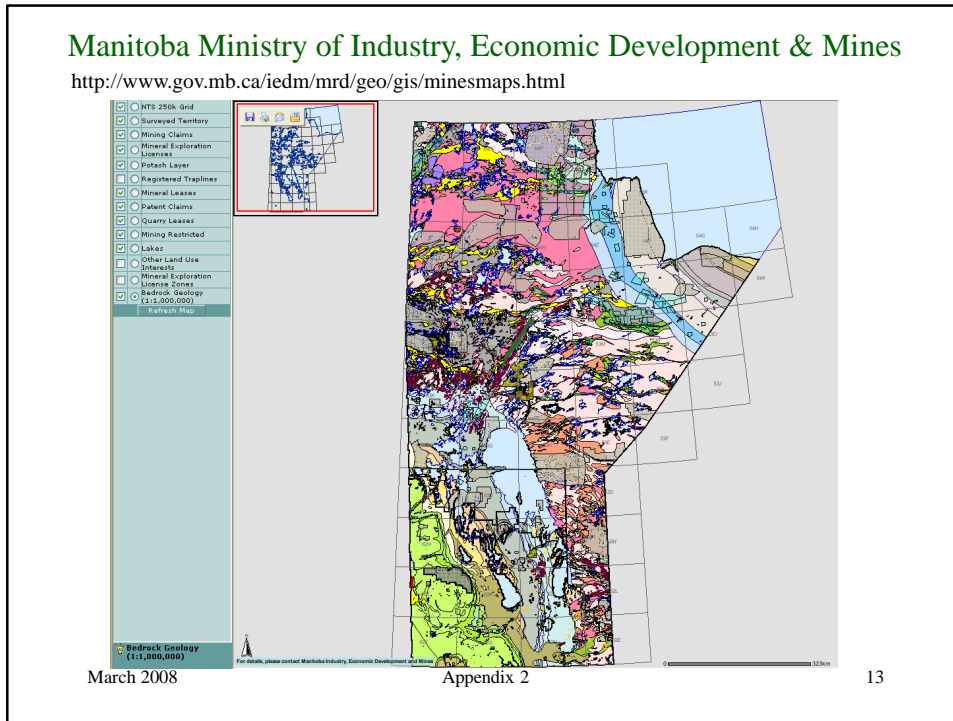 Manitoba Ministry of Industry, Economic Development & Mines
http://www.gov.mb.ca/iedm/mrd/geo/gis/minesmaps.html
NTS 250k Grid
Surveyed Territory
Mining Claims
Mineral Exploration
Licenses
Potash Layer
Registered Traplines
Mineral Leases
Patent Claims
Quarry Leases
Mining Restricted
Lakes
Other Land Use
Interests
Mineral Exploration
License Zones
Bedrock Geology
(1:1,000,000)
Refresh Map
Bedrock Geology
(1:1,000,000)
For details, please contact Manitoba Industry, Economic Development and Mines
0
323km
March 2008
Appendix 2
13